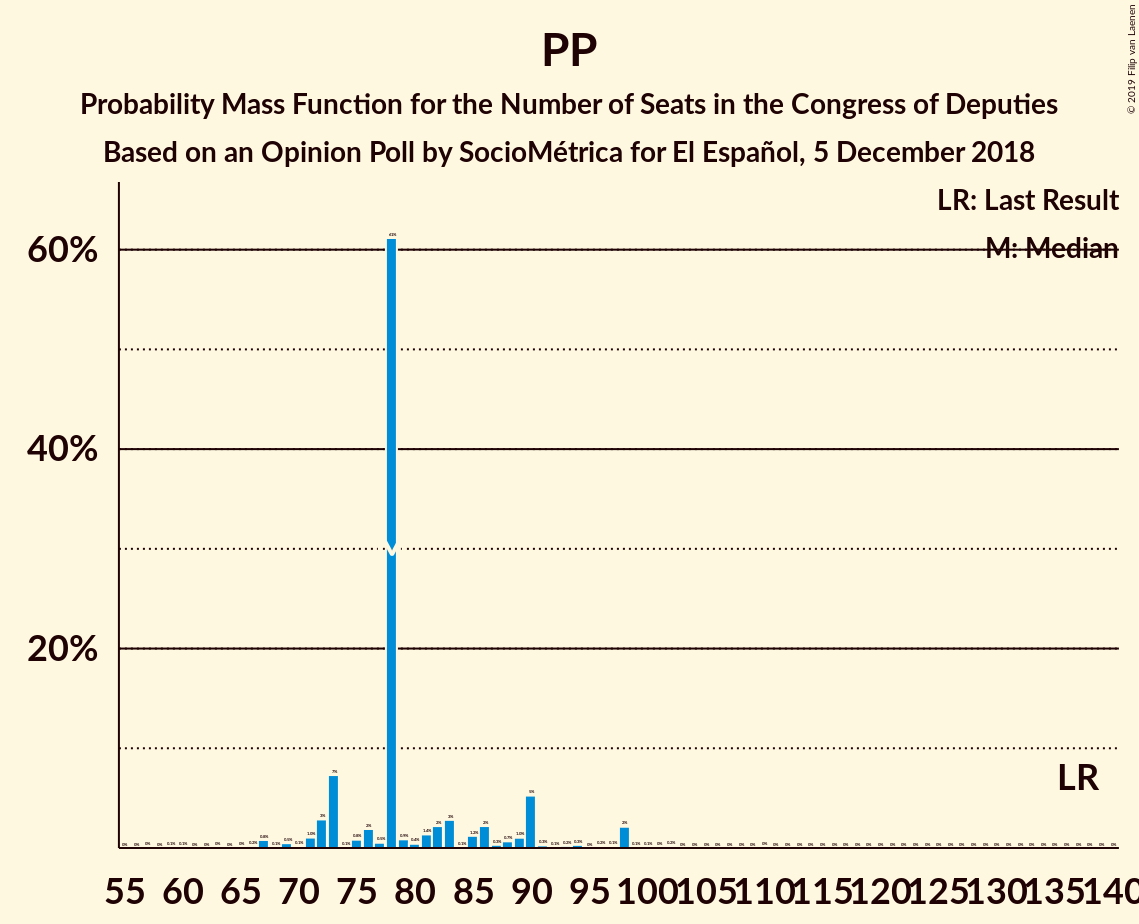 PP
Probability Mass Function for the Number of Seats in the Congress of Deputies
Based on an Opinion Poll by SocioMétrica for El Español, 5 December 2018
© 2019 Filip van Laenen
LR: Last Result
M: Median
60%
40%
20%
LR
55 60 65 70 75 80 85 90 95 100 105 110 115 120 125 130 135 140